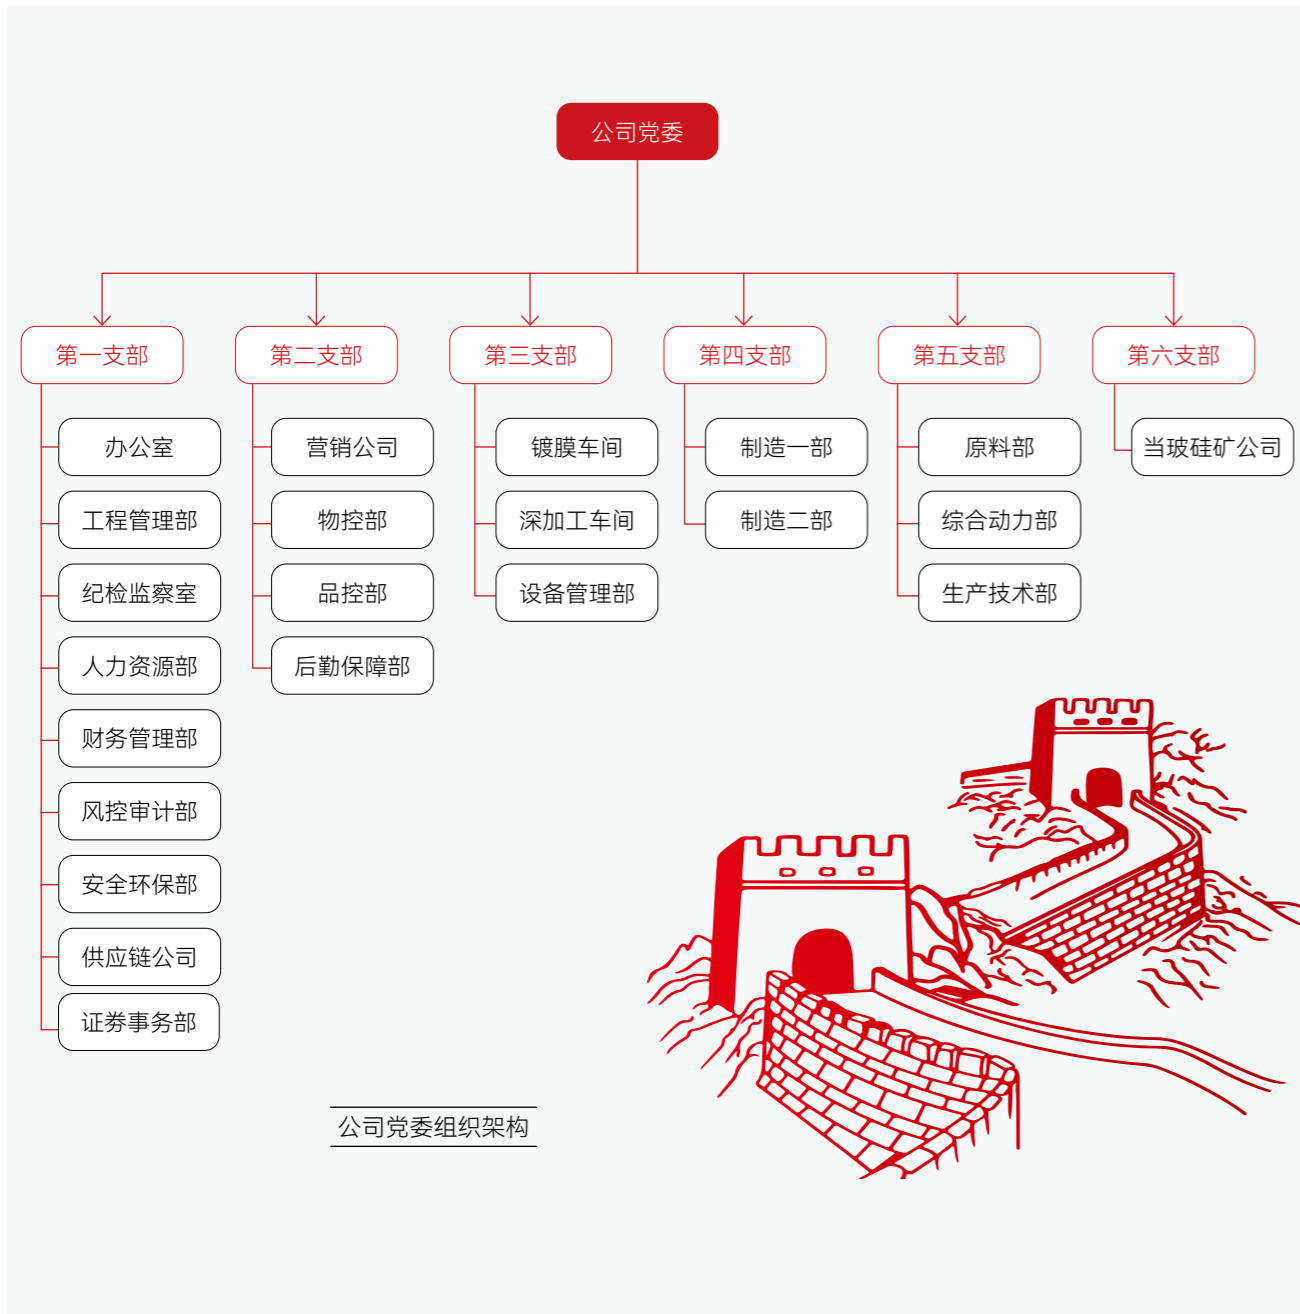 公司党委
第一支部
第二支部
第三支部
第四支部
第五支部
第六支部
办公室
工程管理部
纪检监察室
人力资源部
财务管理部
风控审计部
安全环保部
供应链公司
证券事务部
营销公司
物控部
品控部
后勤保障部
镀膜车间
深加工车间
设备管理部
制造一部
制造二部
原料部
综合动力部
生产技术部
当玻硅矿公司
公司党委组织架构